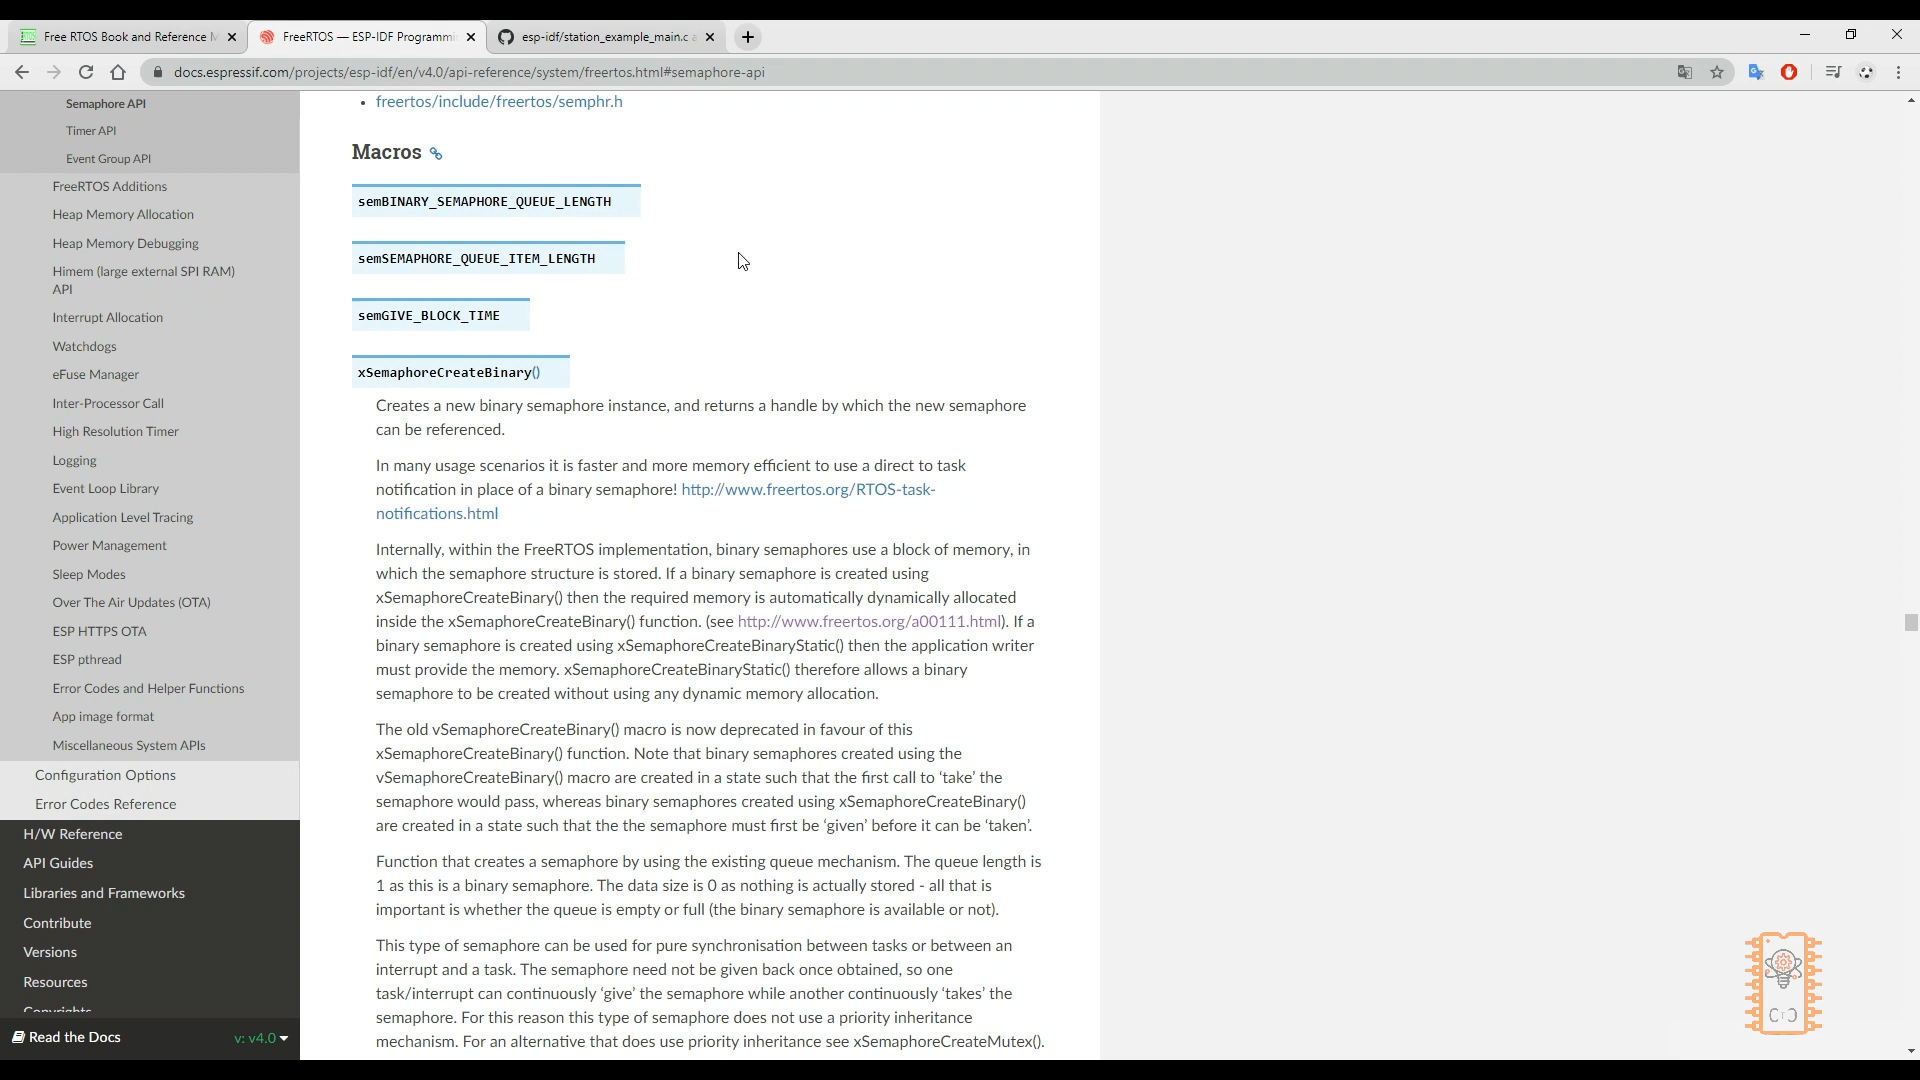 Free RTOS Book and Reference M
FreeRTOS — ESP-IDF Programmi
esp-idf/station_example_main.c a
docs.espressif.com/projects/esp-idf/en/v4.0/api-reference/system/freertos.html#semaphore-api
Semaphore API
Timer API
Event Group API
FreeRTOS Additions
Heap Memory Allocation
Heap Memory Debugging
Himem (large external SPI RAM)
API
Interrupt Allocation
Watchdogs
eFuse Manager
Inter-Processor Call
High Resolution Timer
Logging
Event Loop Library
Application Level Tracing
Power Management
Sleep Modes
Over The Air Updates (OTA)
ESP HTTPS OTA
ESP pthread
Error Codes and Helper Functions
App image format
Miscellaneous System APIs
Configuration Options
Error Codes Reference
H/W Reference
API Guides
Libraries and Frameworks
Contribute
Versions
Resources
Copyrights
Read the Docs
v: v4.0
freertos/include/freertos/semphr.h
Macros
semBINARY_SEMAPHORE_QUEUE_LENGTH
semSEMAPHORE_QUEUE_ITEM_LENGTH
semGIVE_BLOCK_TIME
xSemaphoreCreateBinary()
Creates a new binary semaphore instance, and returns a handle by which the new semaphore
can be referenced.
In many usage scenarios it is faster and more memory efficient to use a direct to task
notification in place of a binary semaphore! http://www.freertos.org/RTOS-task-
notifications.html
Internally, within the FreeRTOS implementation, binary semaphores use a block of memory, in
which the semaphore structure is stored. If a binary semaphore is created using
xSemaphoreCreateBinary() then the required memory is automatically dynamically allocated
inside the xSemaphoreCreateBinary() function. (see http://www.freertos.org/a00111.html). If a
binary semaphore is created using xSemaphoreCreateBinaryStatic() then the application writer
must provide the memory. xSemaphoreCreateBinaryStatic() therefore allows a binary
semaphore to be created without using any dynamic memory allocation.
The old vSemaphoreCreateBinary() macro is now deprecated in favour of this
xSemaphoreCreateBinary() function. Note that binary semaphores created using the
vSemaphoreCreateBinary() macro are created in a state such that the first call to ‘take’ the
semaphore would pass, whereas binary semaphores created using xSemaphoreCreateBinary()
are created in a state such that the the semaphore must first be ‘given’ before it can be ‘taken’.
Function that creates a semaphore by using the existing queue mechanism. The queue length is
1 as this is a binary semaphore. The data size is 0 as nothing is actually stored - all that is
important is whether the queue is empty or full (the binary semaphore is available or not).
This type of semaphore can be used for pure synchronisation between tasks or between an
interrupt and a task. The semaphore need not be given back once obtained, so one
task/interrupt can continuously ‘give’ the semaphore while another continuously ‘takes’ the
semaphore. For this reason this type of semaphore does not use a priority inheritance
mechanism. For an alternative that does use priority inheritance see xSemaphoreCreateMutex().